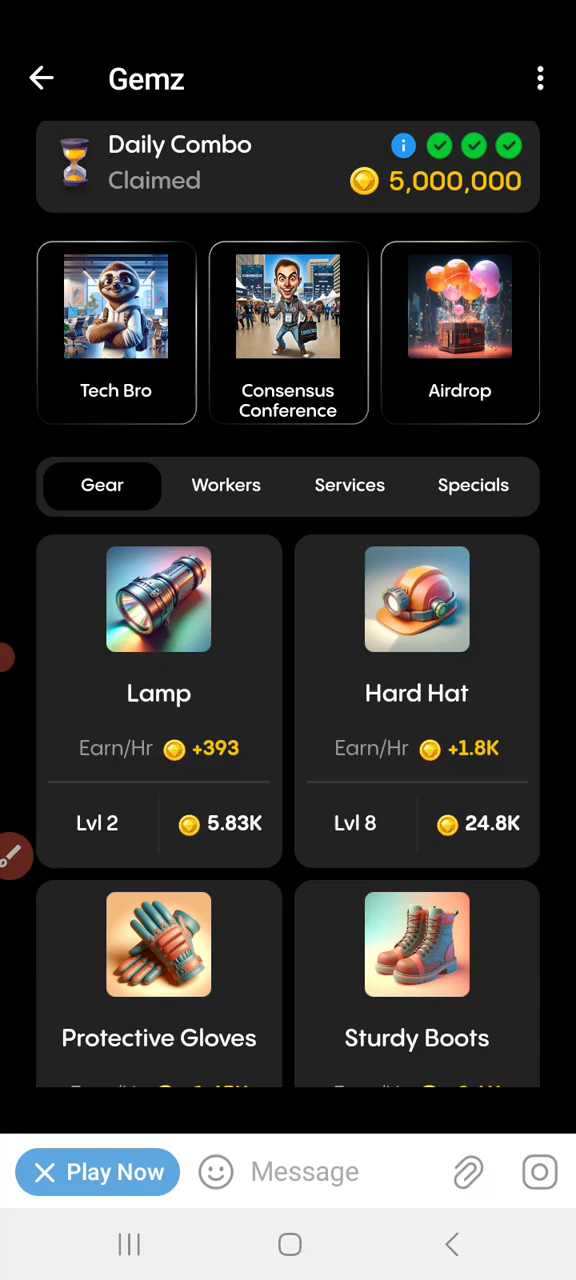 Gemz
Daily Combo
Claimed
5,000,000
Tech Bro
Consensus
Conference
Airdrop
Gear
Workers
Services
Specials
Lamp
Hard Hat
Earn/Hr +393
Earn/Hr +1.8K
Lvl 2
5.83K
Lvl 8
24.8K
Protective Gloves
Sturdy Boots
Play Now
Message